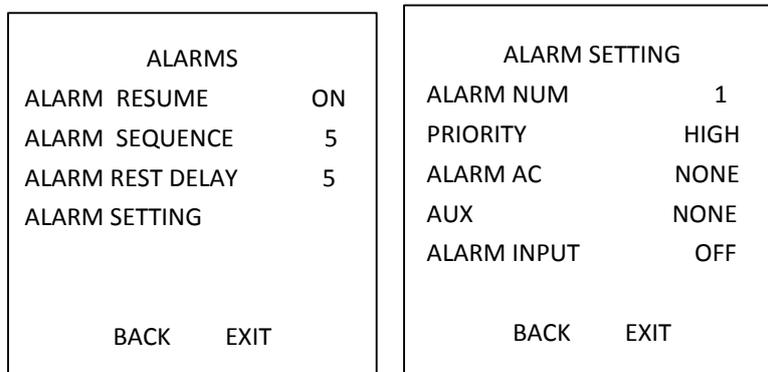 ALARMS
ALARM RESUME ON
ALARM SEQUENCE 5
ALARM REST DELAY 5
ALARM SETTING
BACK EXIT
ALARM SETTING
ALARM NUM 1
PRIORITY HIGH
ALARM AC NONE
AUX NONE
ALARM INPUT OFF
BACK EXIT